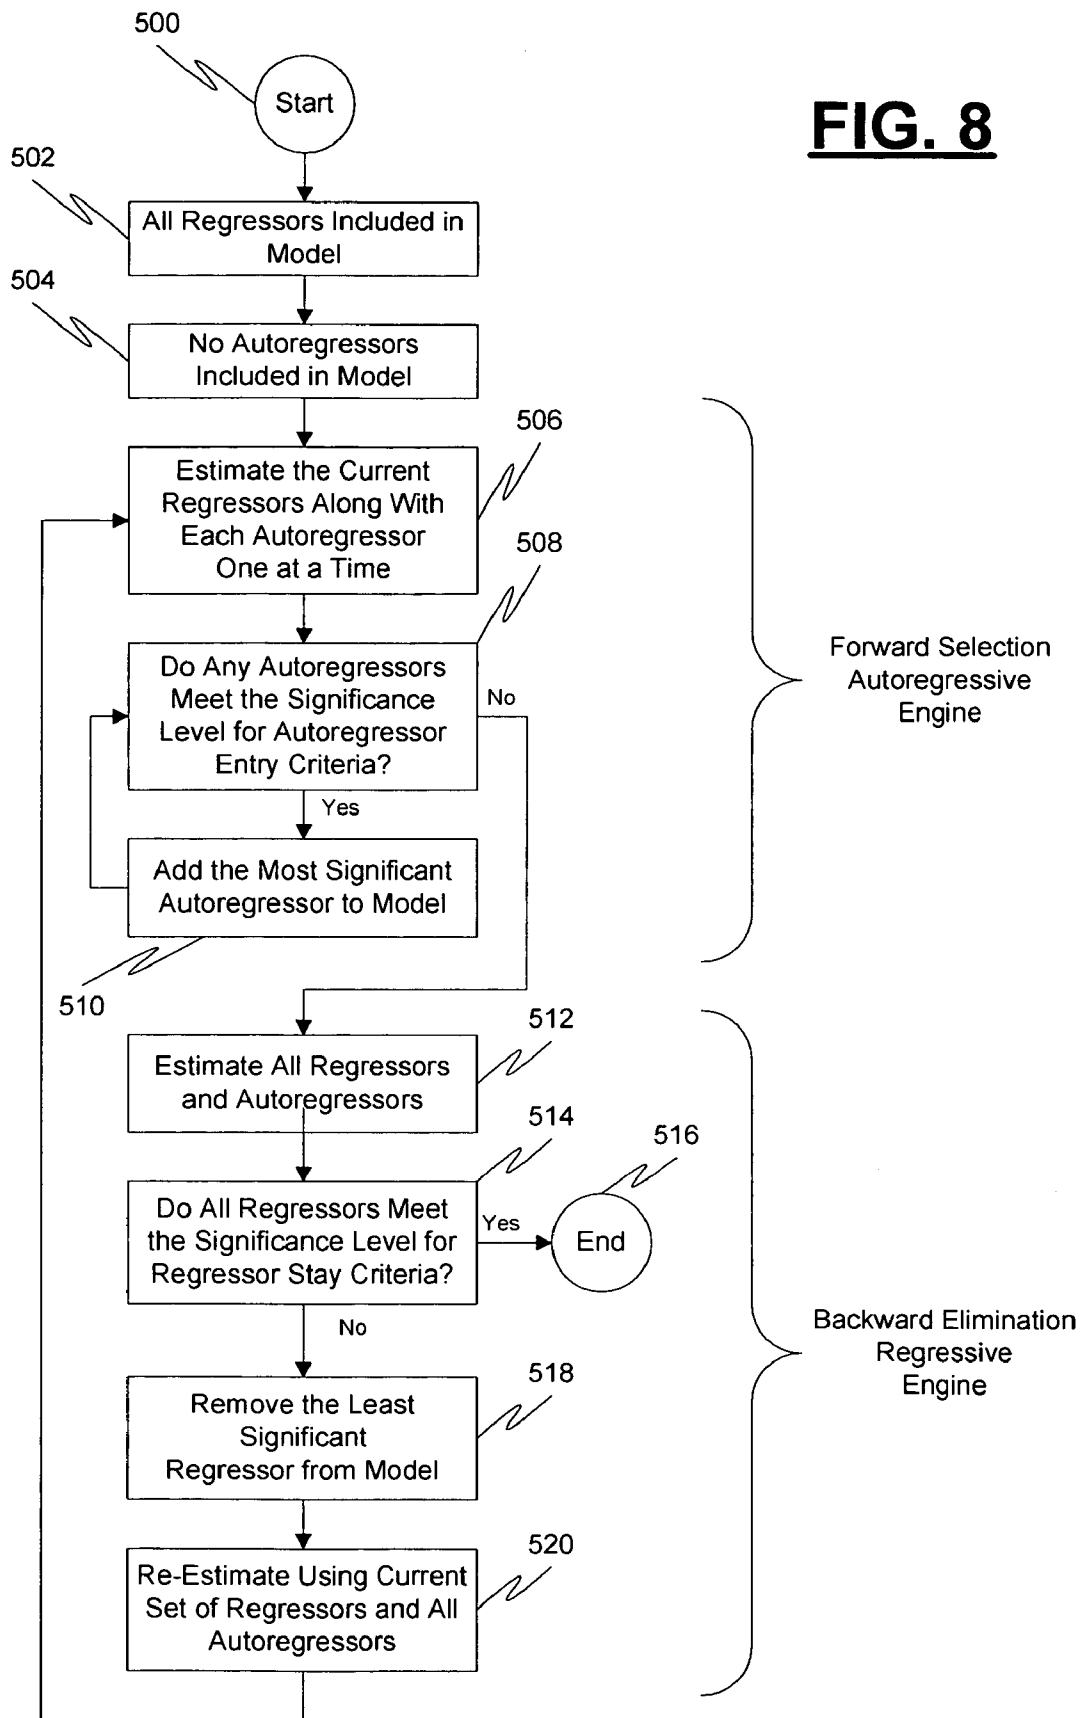 500
Start
FIG. 8
502
All Regressors Included in
Model
504
No Autoregressors
Included in Model
506
Estimate the Current
Regressors Along With
Each Autoregressor
One at a Time
508
Do Any Autoregressors
Meet the Significance
Level for Autoregressor
Entry Criteria?
No
Yes
Forward Selection
Autoregressive
Engine
Add the Most Significant
Autoregressor to Model
510
512
Estimate All Regressors
and Autoregressors
514
516
Do All Regressors Meet
the Significance Level for
Regressor Stay Criteria?
Yes
End
No
Backward Elimination
Regressive
Engine
518
Remove the Least
Significant
Regressor from Model
520
Re-Estimate Using Current
Set of Regressors and All
Autoregressors